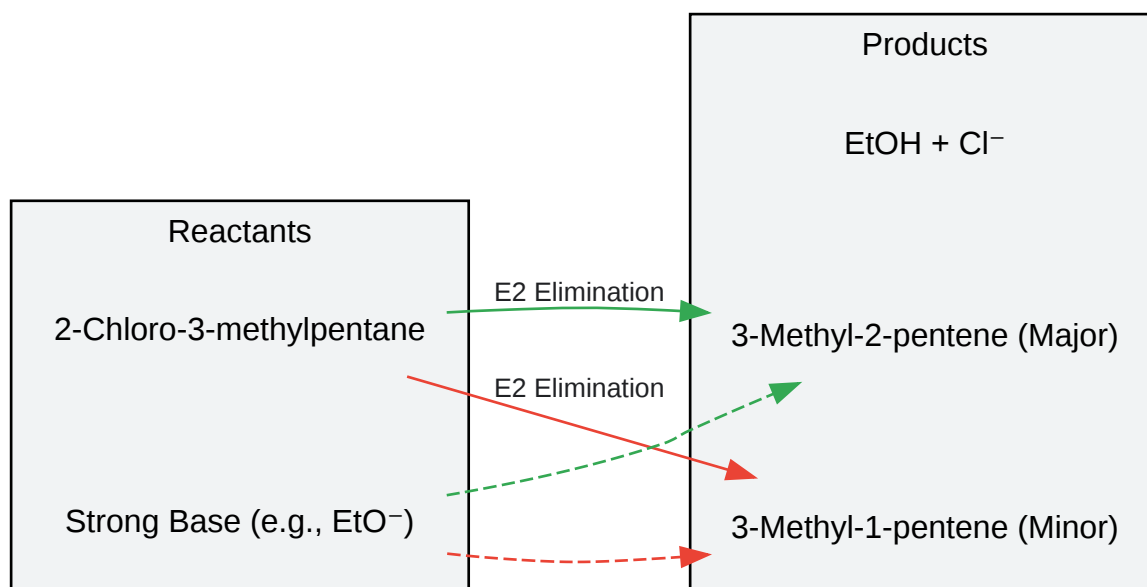 Products
EtOH + Cl⁻
Reactants
E2 Elimination
2-Chloro-3-methylpentane
3-Methyl-2-pentene (Major)
E2 Elimination
Strong Base (e.g., EtO⁻)
3-Methyl-1-pentene (Minor)